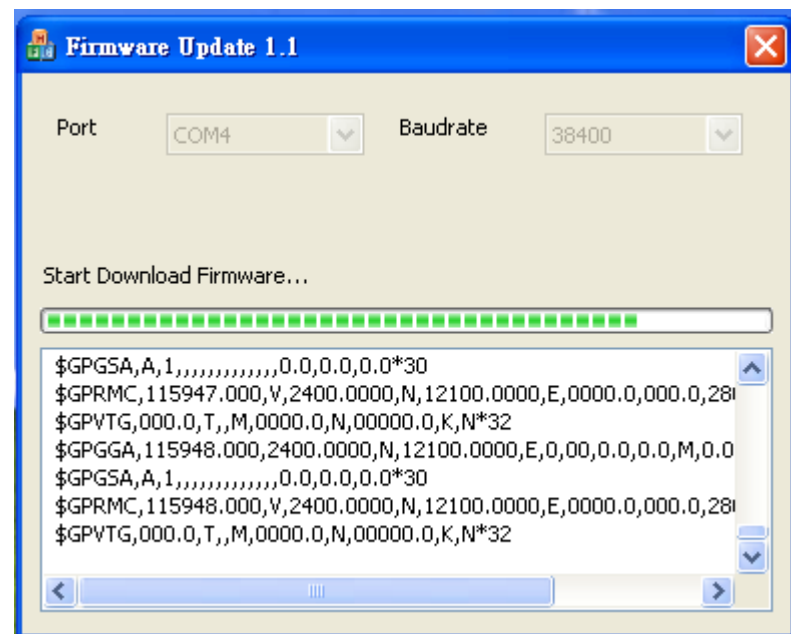 Firmware Update 1.1
Port COM4 Baudrate 38400
Start Download Firmware...
$GPGSA,A,1,,,,,,,,,,,,,0.0,0.0,0.0*30
$GPRMC,115947.000,V,2400.0000,N,12100.0000,E,0000.0,000.0,28
$GPVTG,000.0,T,,M,0000.0,N,00000.0,K,N*32
$GPGGA,115948.000,2400.0000,N,12100.0000,E,0,00,0.0,0.0,M,0.0
$GPGSA,A,1,,,,,,,,,,,,,0.0,0.0,0.0*30
$GPRMC,115948.000,V,2400.0000,N,12100.0000,E,0000.0,000.0,28
$GPVTG,000.0,T,,M,0000.0,N,00000.0,K,N*32